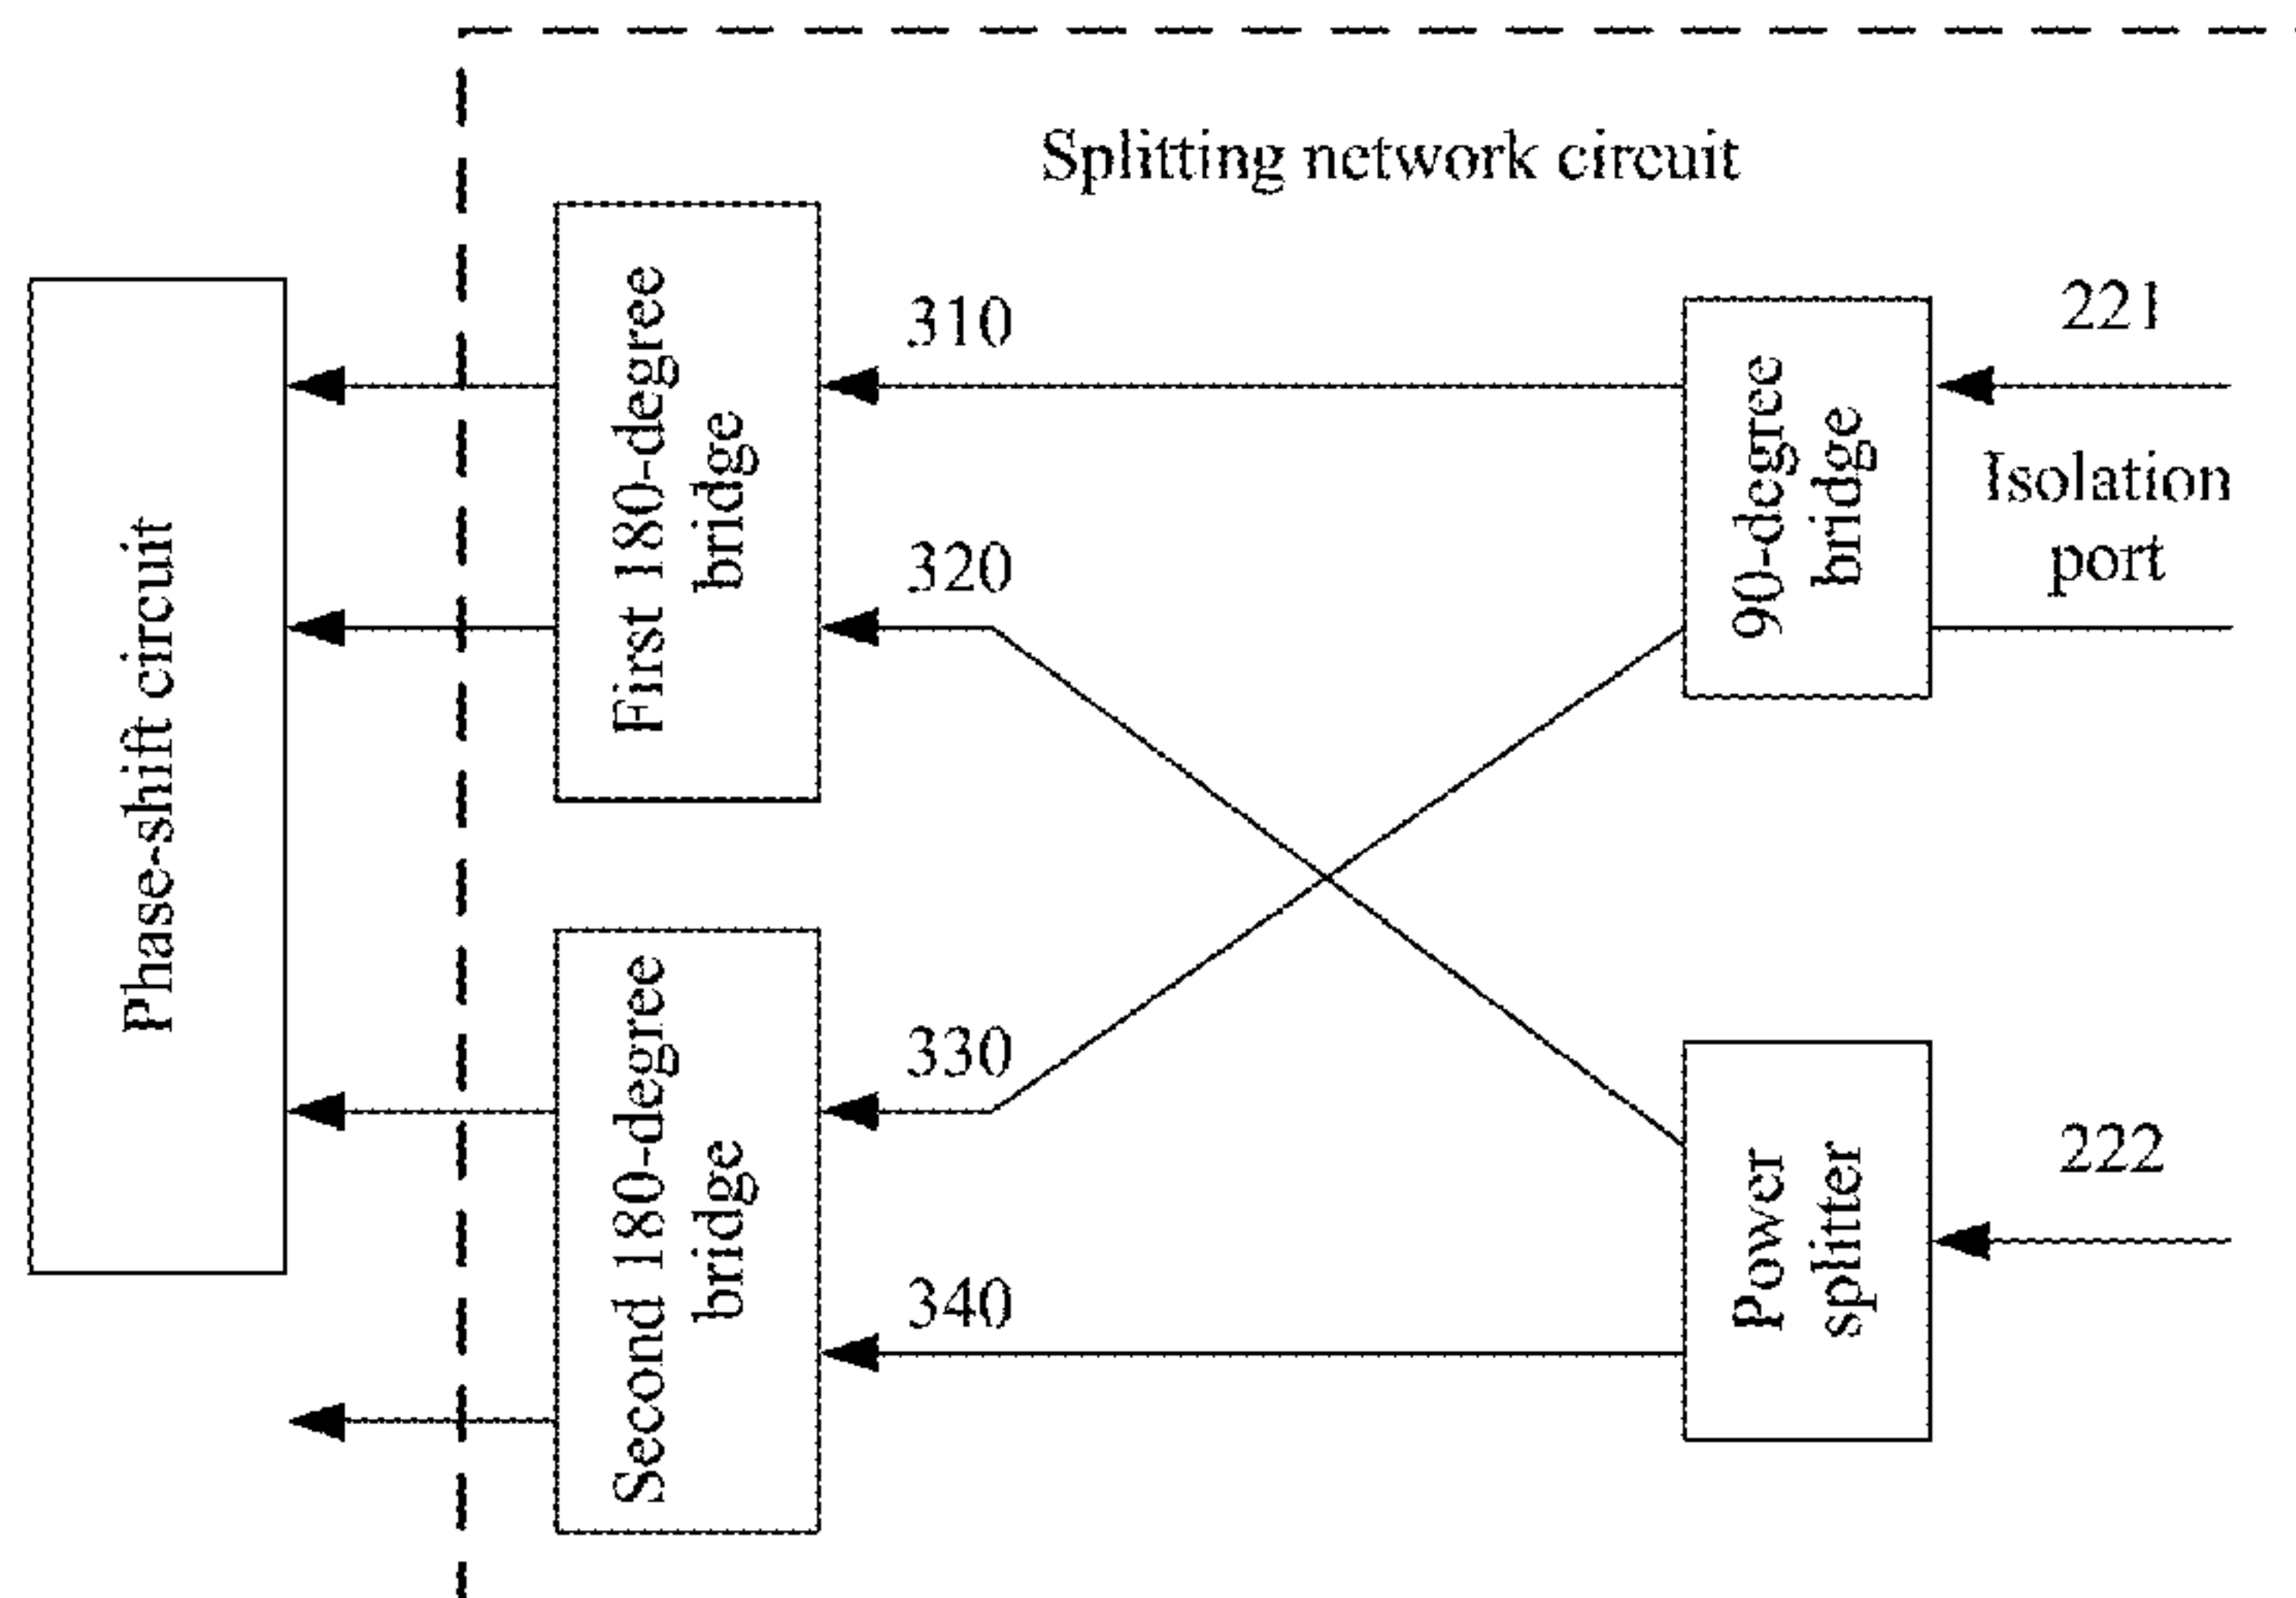 Splitting network circuit
Phase-shift circuit
First 180-degree
bridge
310
320
90-degree
bridge
221
Isolation
port
Second 180-degree
bridge
330
340
Power
splitter
222